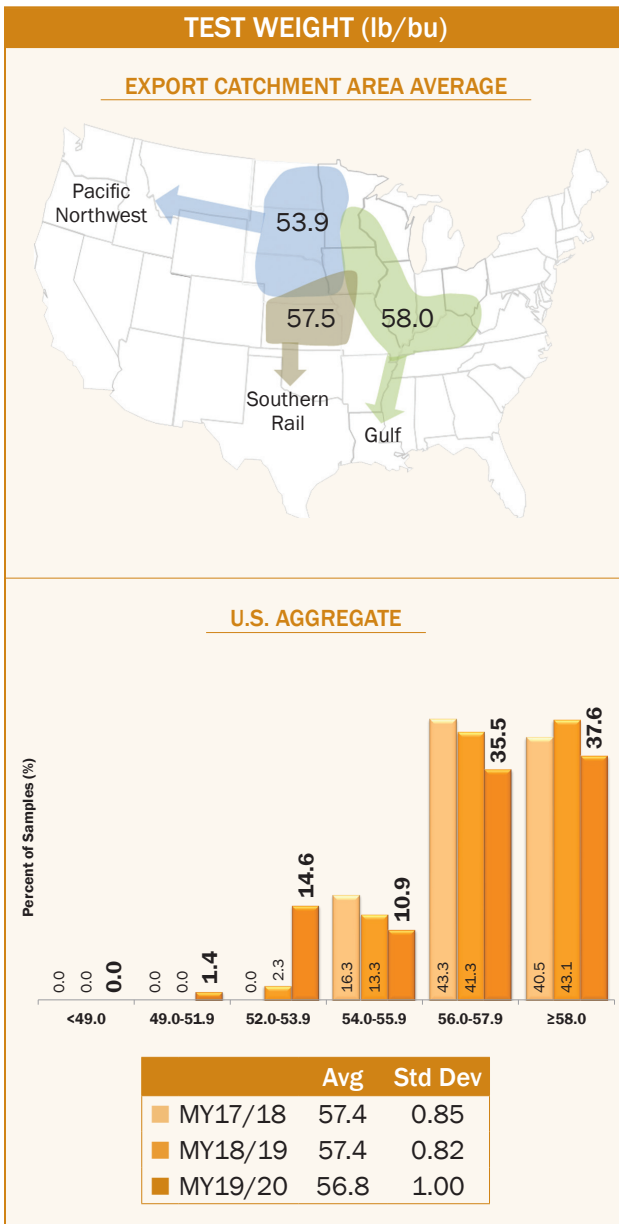 TEST WEIGHT (lb/bu)
EXPORT CATCHMENT AREA AVERAGE
Pacific
Northwest
53.9
57.5
58.0
Southern
Rail
Gulf
U.S. AGGREGATE
Percent of Samples (%)
0.0
0.0
0.0
0.0
0.0
1.4
0.0
2.3
14.6
16.3
13.3
10.9
43.3
41.3
35.5
40.5
43.1
37.6
<49.0 49.0-51.9 52.0-53.9 54.0-55.9 56.0-57.9 ≥58.0
Avg Std Dev
MY17/18 57.4 0.85
MY18/19 57.4 0.82
MY19/20 56.8 1.00